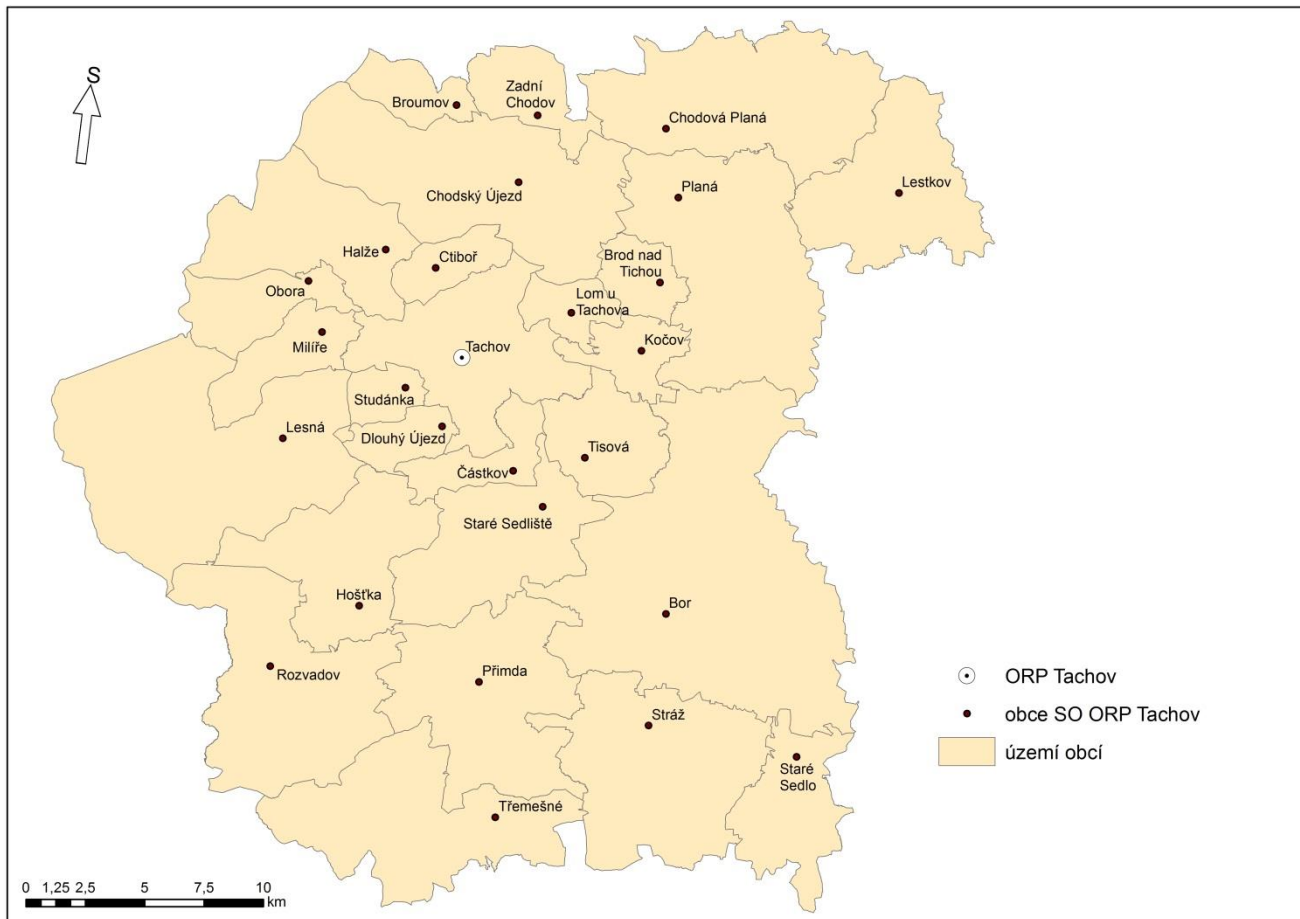 S
Broumov
Zadní
Chodov
Chodová Planá
Lestkov
Planá
Chodský Újezd
Halže
Ctiboř
Brod nad
Tichou
Obora
Lom u
Tachova
Milíře
Tachov
Kočov
Studánka
Lesná
Dlouhý Újezd
Tisová
Částkov
Staré Sedliště
Hošťka
Bor
Rozvadov
Přimda
Stráž
Staré
Sedlo
Třemešné
ORP Tachov
obce SO ORP Tachov
území obcí
0 1,25 2,5 5 7,5 10
km